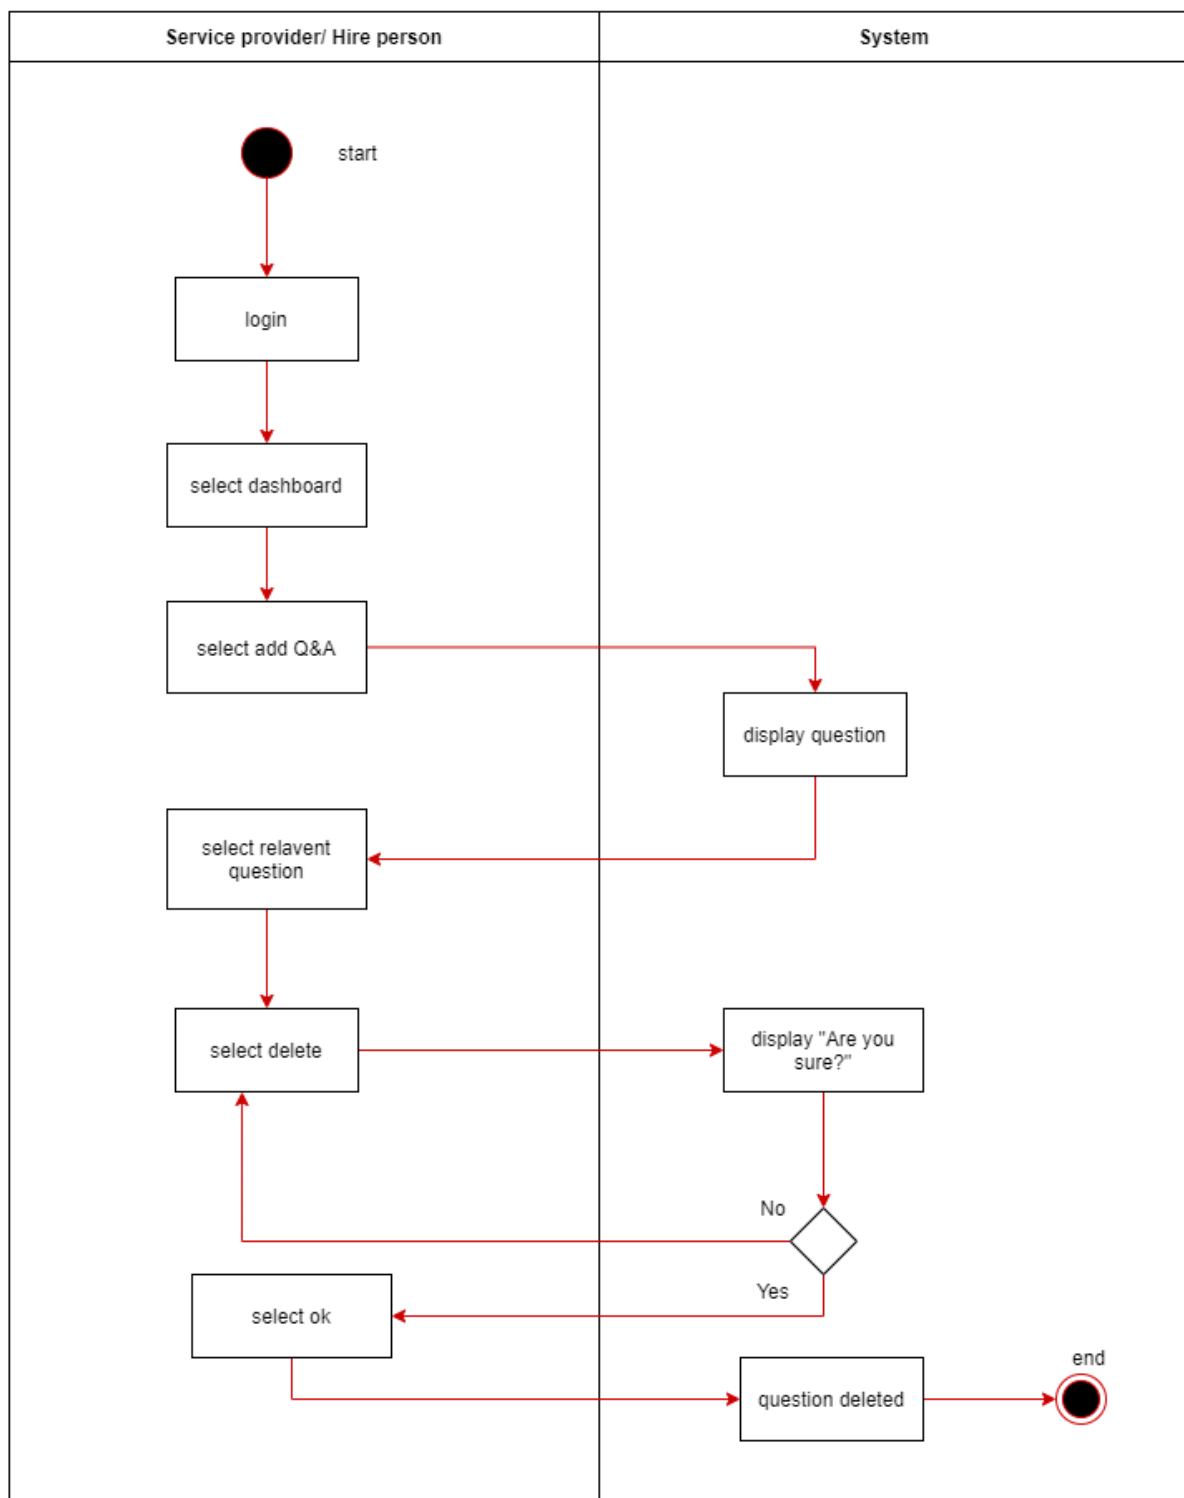 Service provider/ Hire person
System
start
login
select dashboard
select add Q&A
display question
select relavent
question
select delete
display "Are you
sure?"
No
Yes
select ok
end
question deleted